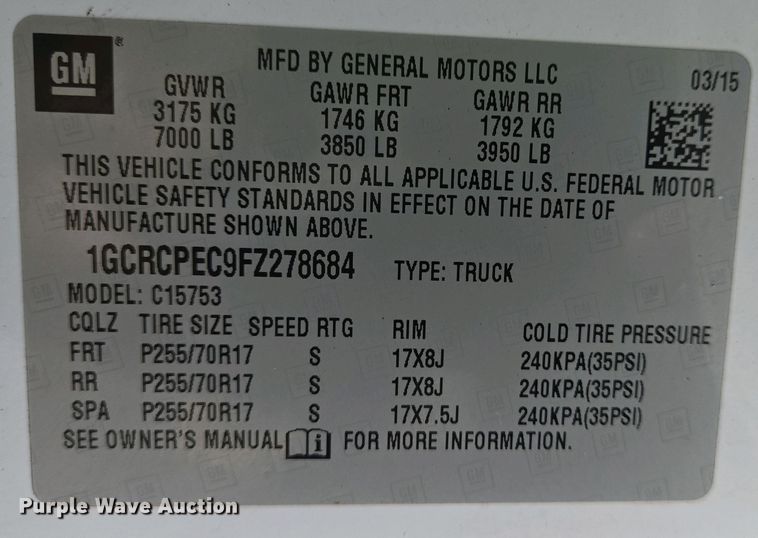 GM®
MFD BY GENERAL MOTORS LLC
03/15
GVWR GAWR FRT GAWR RR
3175 KG 1746 KG 1792 KG
7000 LB 3850 LB 3950 LB
THIS VEHICLE CONFORMS TO ALL APPLICABLE U.S. FEDERAL MOTOR
VEHICLE SAFETY STANDARDS IN EFFECT ON THE DATE OF
MANUFACTURE SHOWN ABOVE.
1GCRCPEC9FZ278684 TYPE: TRUCK
MODEL: C15753
CQLZ TIRE SIZE SPEED RTG RIM COLD TIRE PRESSURE
FRT P255/70R17 S 17X8J 240KPA(35PSI)
RR P255/70R17 S 17X8J 240KPA(35PSI)
SPA P255/70R17 S 17X7.5J 240KPA(35PSI)
SEE OWNER'S MANUAL i FOR MORE INFORMATION.
Purple Wave Auction